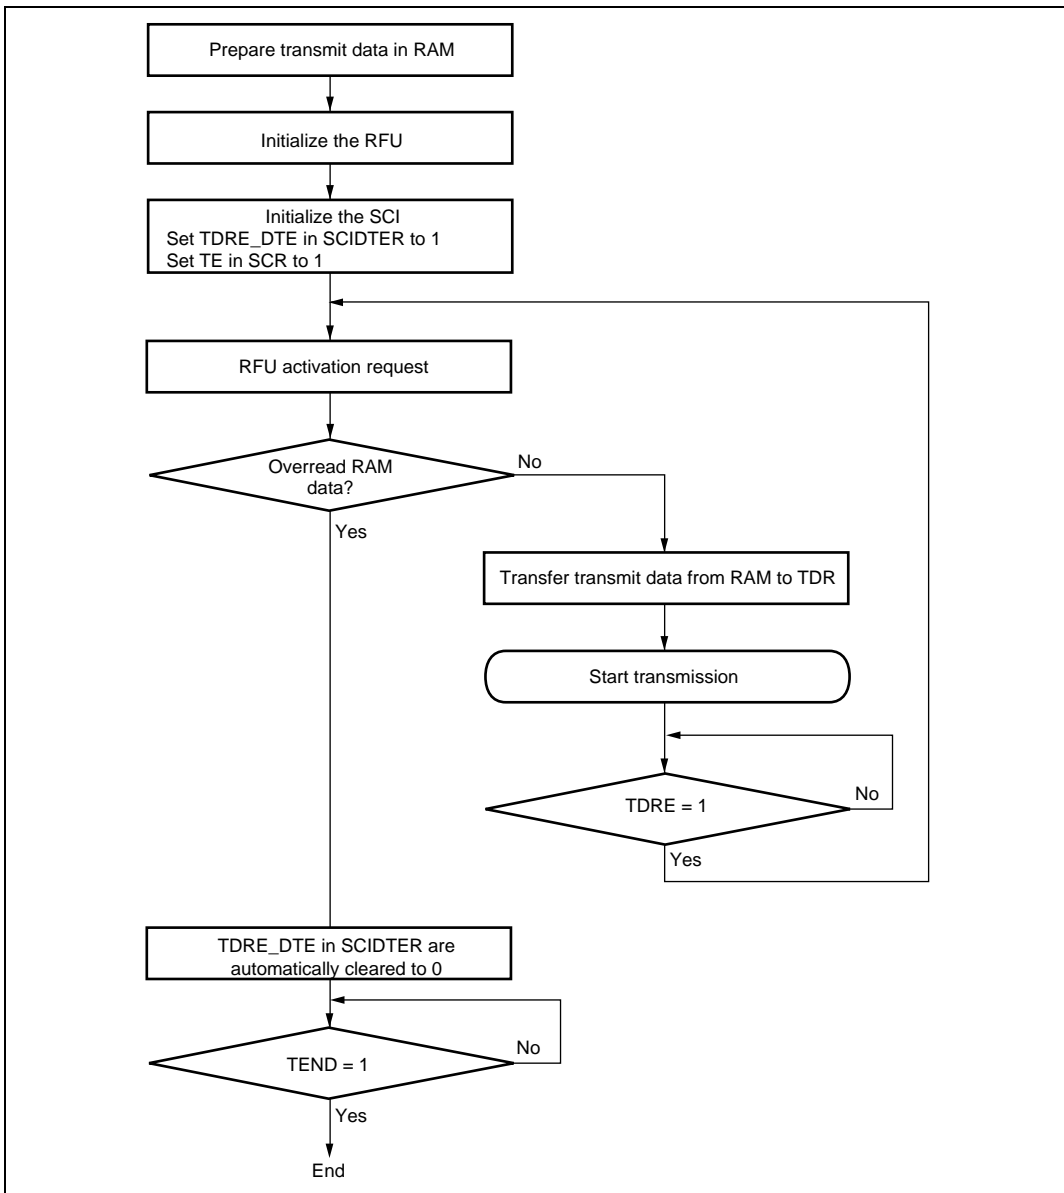 Prepare transmit data in RAM
Initialize the RFU
Initialize the SCI
Set TDRE_DTE in SCIDTER to 1
Set TE in SCR to 1
RFU activation request
Overread RAM
data?
No
Yes
Transfer transmit data from RAM to TDR
Start transmission
TDRE = 1
No
Yes
TDRE_DTE in SCIDTER are
automatically cleared to 0
TEND = 1
No
Yes
End